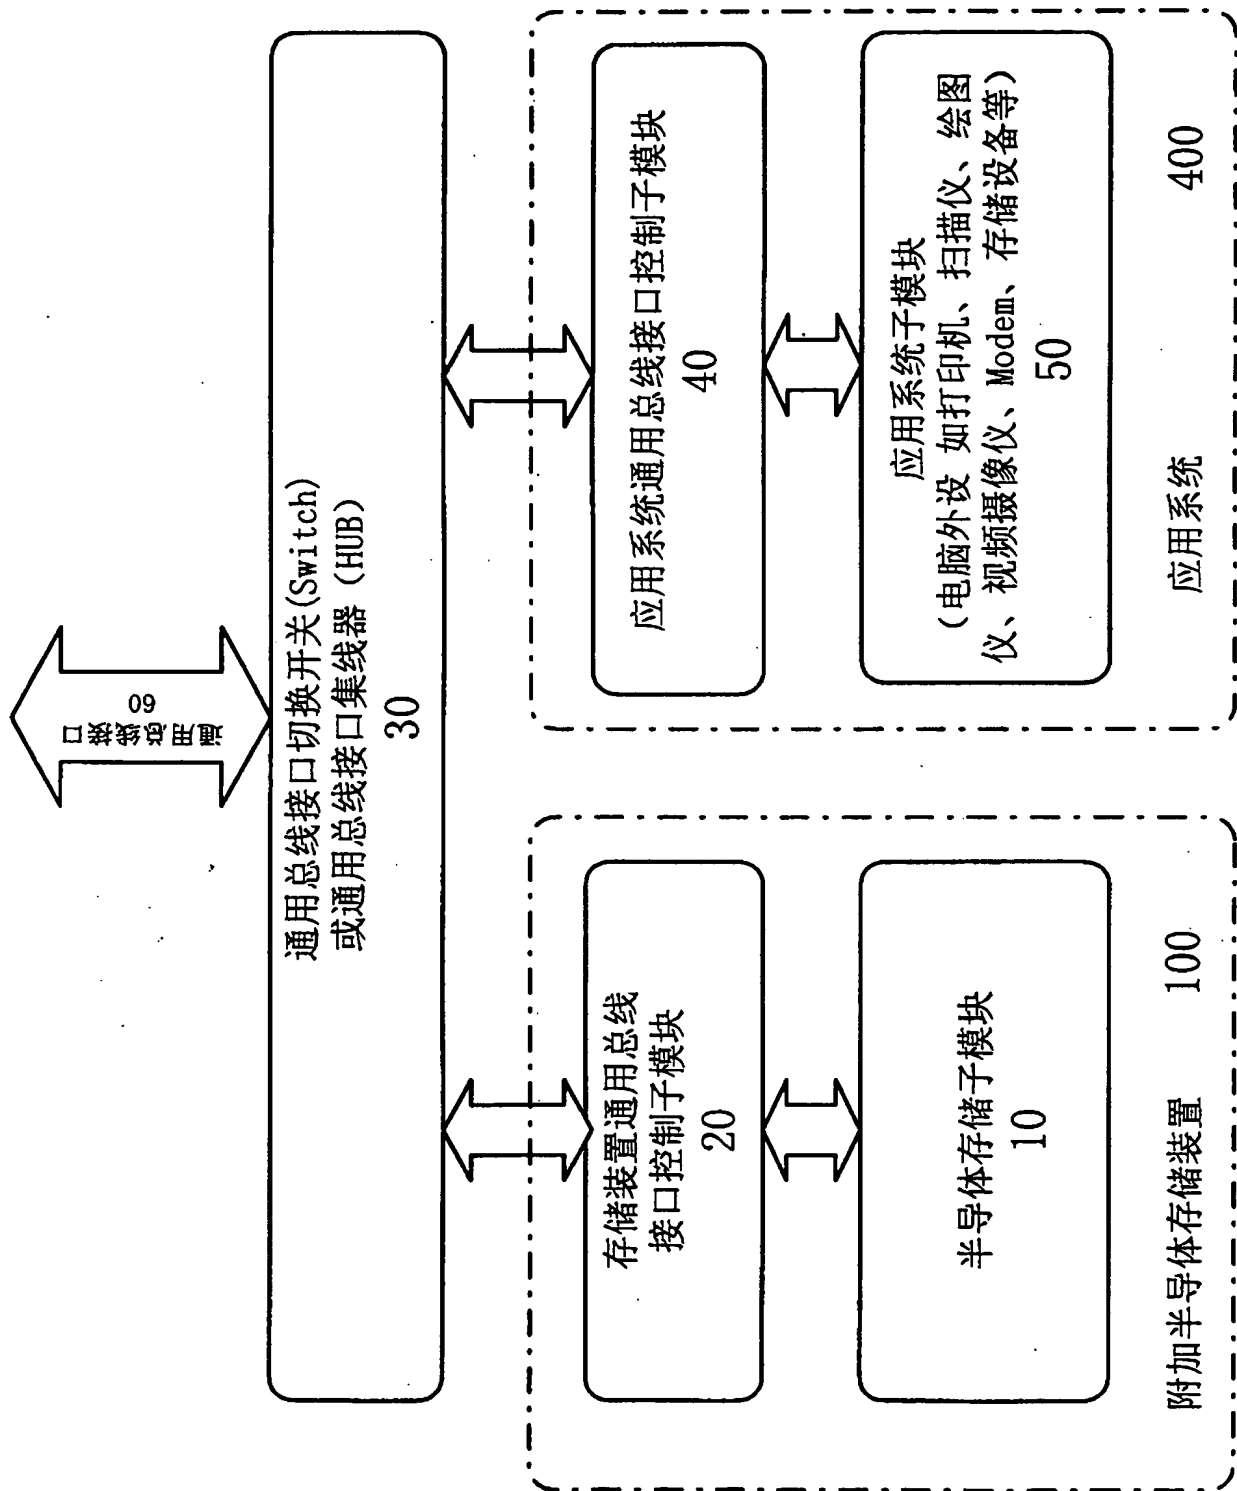 通用总线接口
60
通用总线接口切换开关(Switch)
或通用总线接口集线器（HUB）
30
存储装置通用总线
接口控制子模块
20
半导体存储子模块
10
附加半导体存储装置 100
应用系统通用总线接口控制子模块
40
应用系统子模块
（电脑外设 如打印机、扫描仪、绘图
仪、视频摄像仪、Modem、存储设备等）
50
应用系统 400